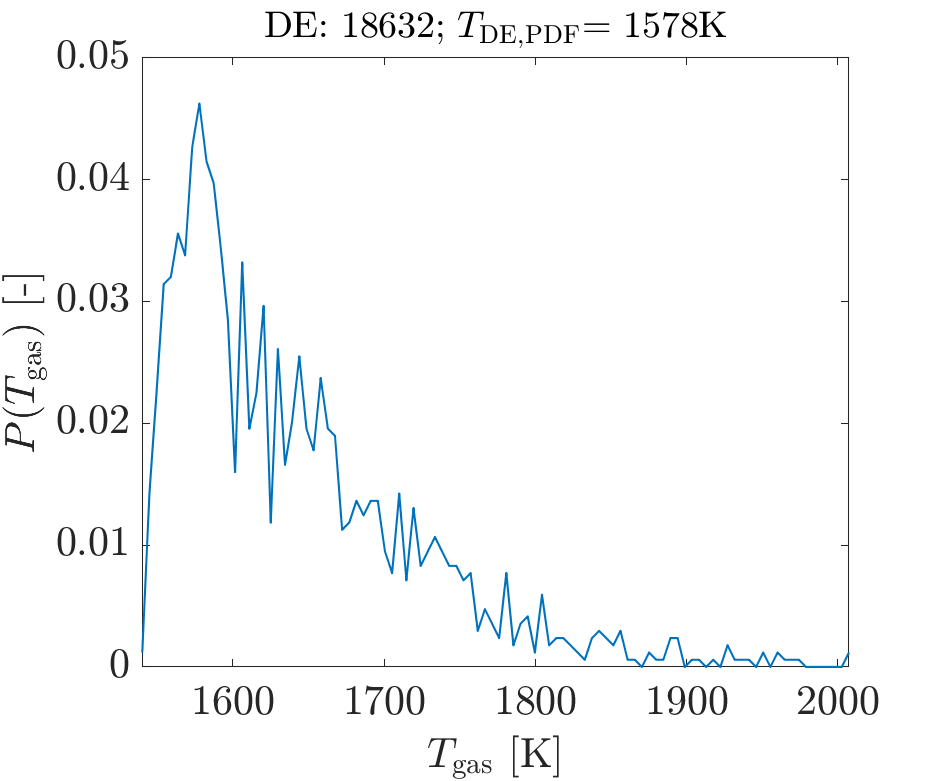 DE: 18632; T_DE,PDF= 1578K
0.05
0.04
0.03
0.02
0.01
0
P(T_gas) [-]
1600 1700 1800 1900 2000
T_gas [K]